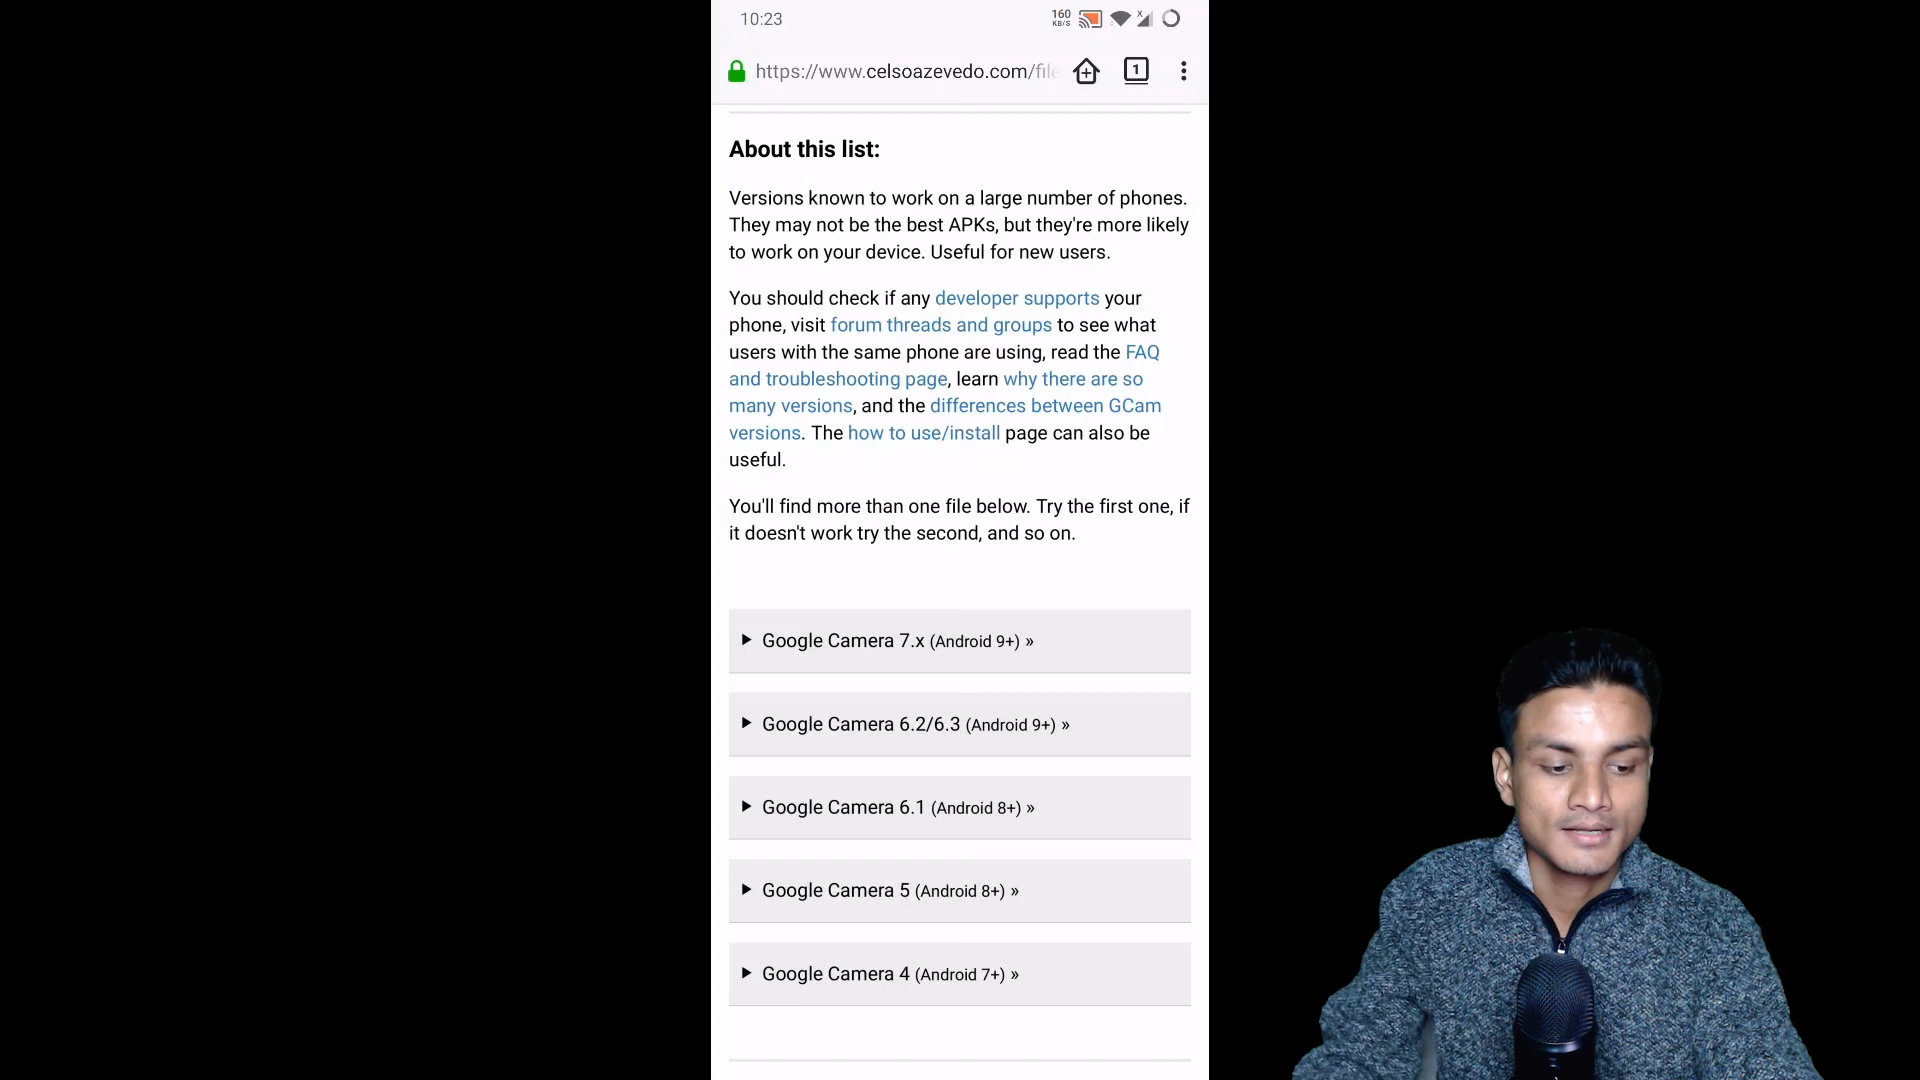 10:23
160
KB/S
X
https://www.celsoazevedo.com/file
1
About this list:
Versions known to work on a large number of phones.
They may not be the best APKs, but they're more likely
to work on your device. Useful for new users.
You should check if any developer supports your
phone, visit forum threads and groups to see what
users with the same phone are using, read the FAQ
and troubleshooting page, learn why there are so
many versions, and the differences between GCam
versions. The how to use/install page can also be
useful.
You'll find more than one file below. Try the first one, if
it doesn't work try the second, and so on.
Google Camera 7.x (Android 9+) »
Google Camera 6.2/6.3 (Android 9+) »
Google Camera 6.1 (Android 8+) »
Google Camera 5 (Android 8+) »
Google Camera 4 (Android 7+) »